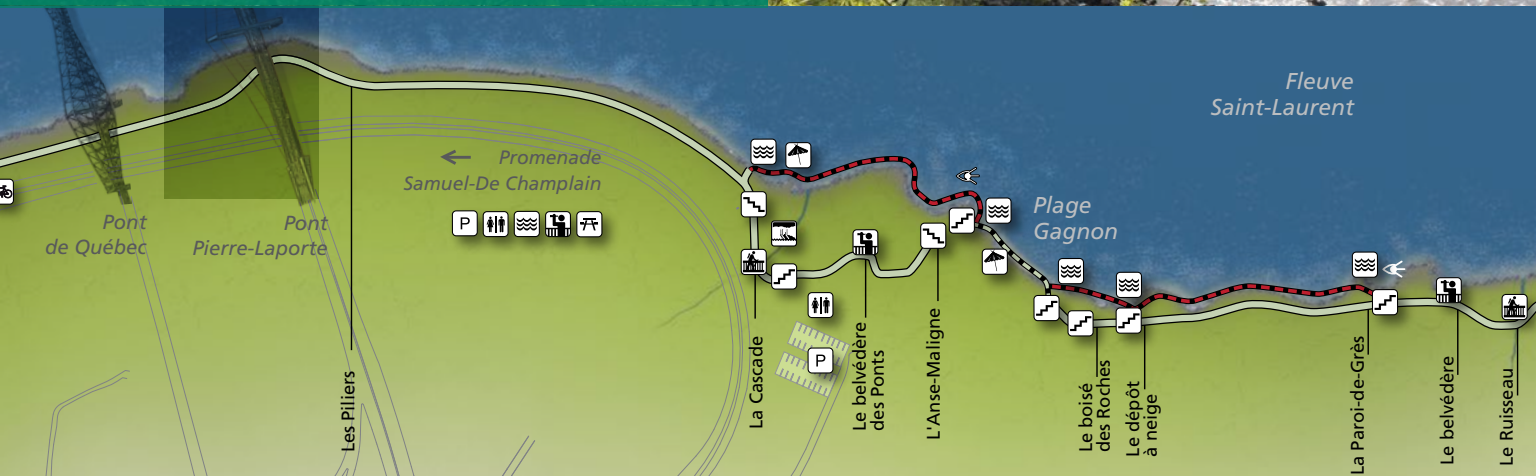 Fleuve
Saint-Laurent
Promenade
Samuel-De Champlain
P
Plage
Gagnon
Pont
de Québec
Pont
Pierre-Laporte
P
Les Piliers
La Cascade
Le belvédère
des Ponts
L'Anse-Maligne
Le boisé
des Roches
Le dépôt
à neige
La Paroi-de-Grès
Le belvédère
Le Ruisseau